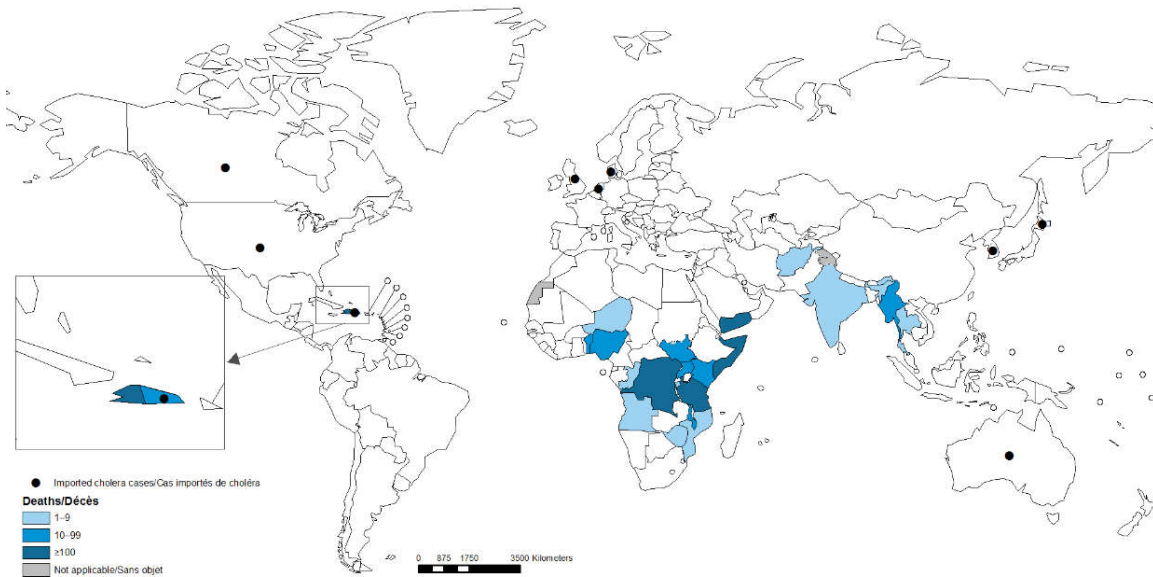 Imported cholera cases/Cas importés de choléra
Deaths/Décès
1–9
10–99
≥100
Not applicable/Sans objet
0 875 1750 3500 Kilometers